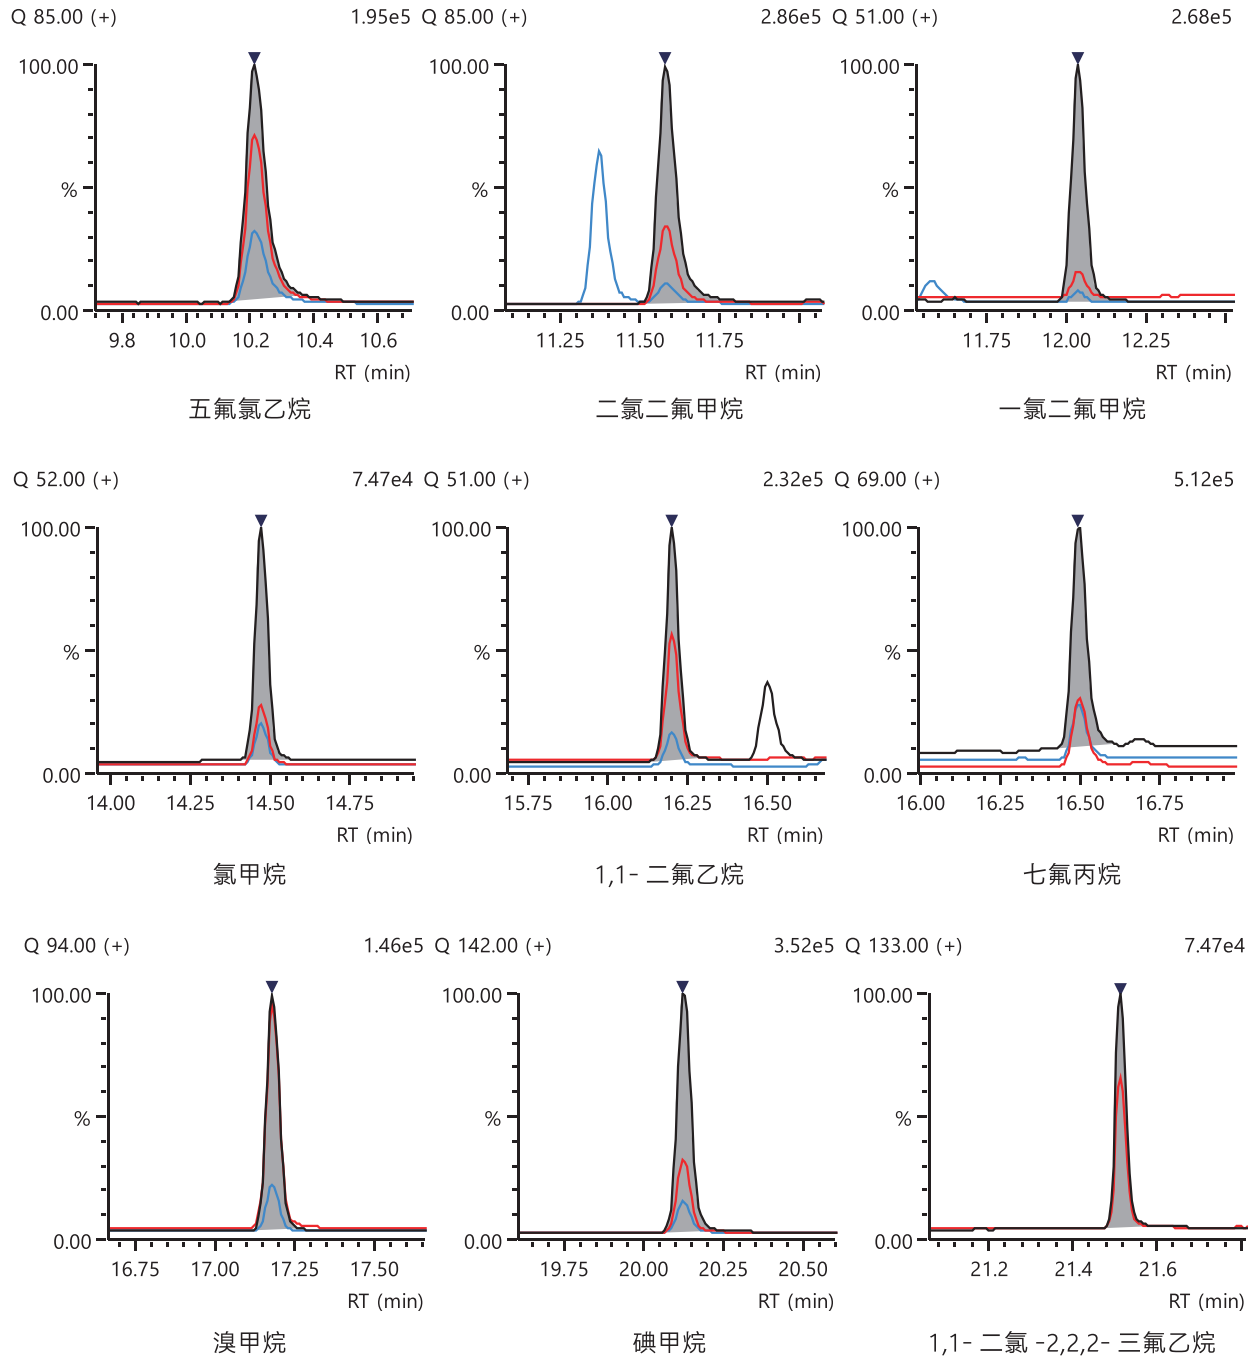 Q 85.00 (+) 1.95e5 Q 85.00 (+) 2.86e5 Q 51.00 (+) 2.68e5
100.00 100.00 100.00
% % %
0.00 0.00 0.00
9.8 10.0 10.2 10.4 10.6 11.25 11.50 11.75 11.75 12.00 12.25
RT (min) RT (min) RT (min)
五氟氯乙烷 二氯二氟甲烷 一氯二氟甲烷
Q 52.00 (+) 7.47e4 Q 51.00 (+) 2.32e5 Q 69.00 (+) 5.12e5
100.00 100.00 100.00
% % %
0.00 0.00 0.00
14.00 14.25 14.50 14.75 15.75 16.00 16.25 16.50 16.00 16.25 16.50 16.75
RT (min) RT (min) RT (min)
氯甲烷 1,1- 二氟乙烷 七氟丙烷
Q 94.00 (+) 1.46e5 Q 142.00 (+) 3.52e5 Q 133.00 (+) 7.47e4
100.00 100.00 100.00
% % %
0.00 0.00 0.00
16.75 17.00 17.25 17.50 19.75 20.00 20.25 20.50 21.2 21.4 21.6
RT (min) RT (min) RT (min)
溴甲烷 碘甲烷 1,1- 二氯 -2,2,2- 三氟乙烷